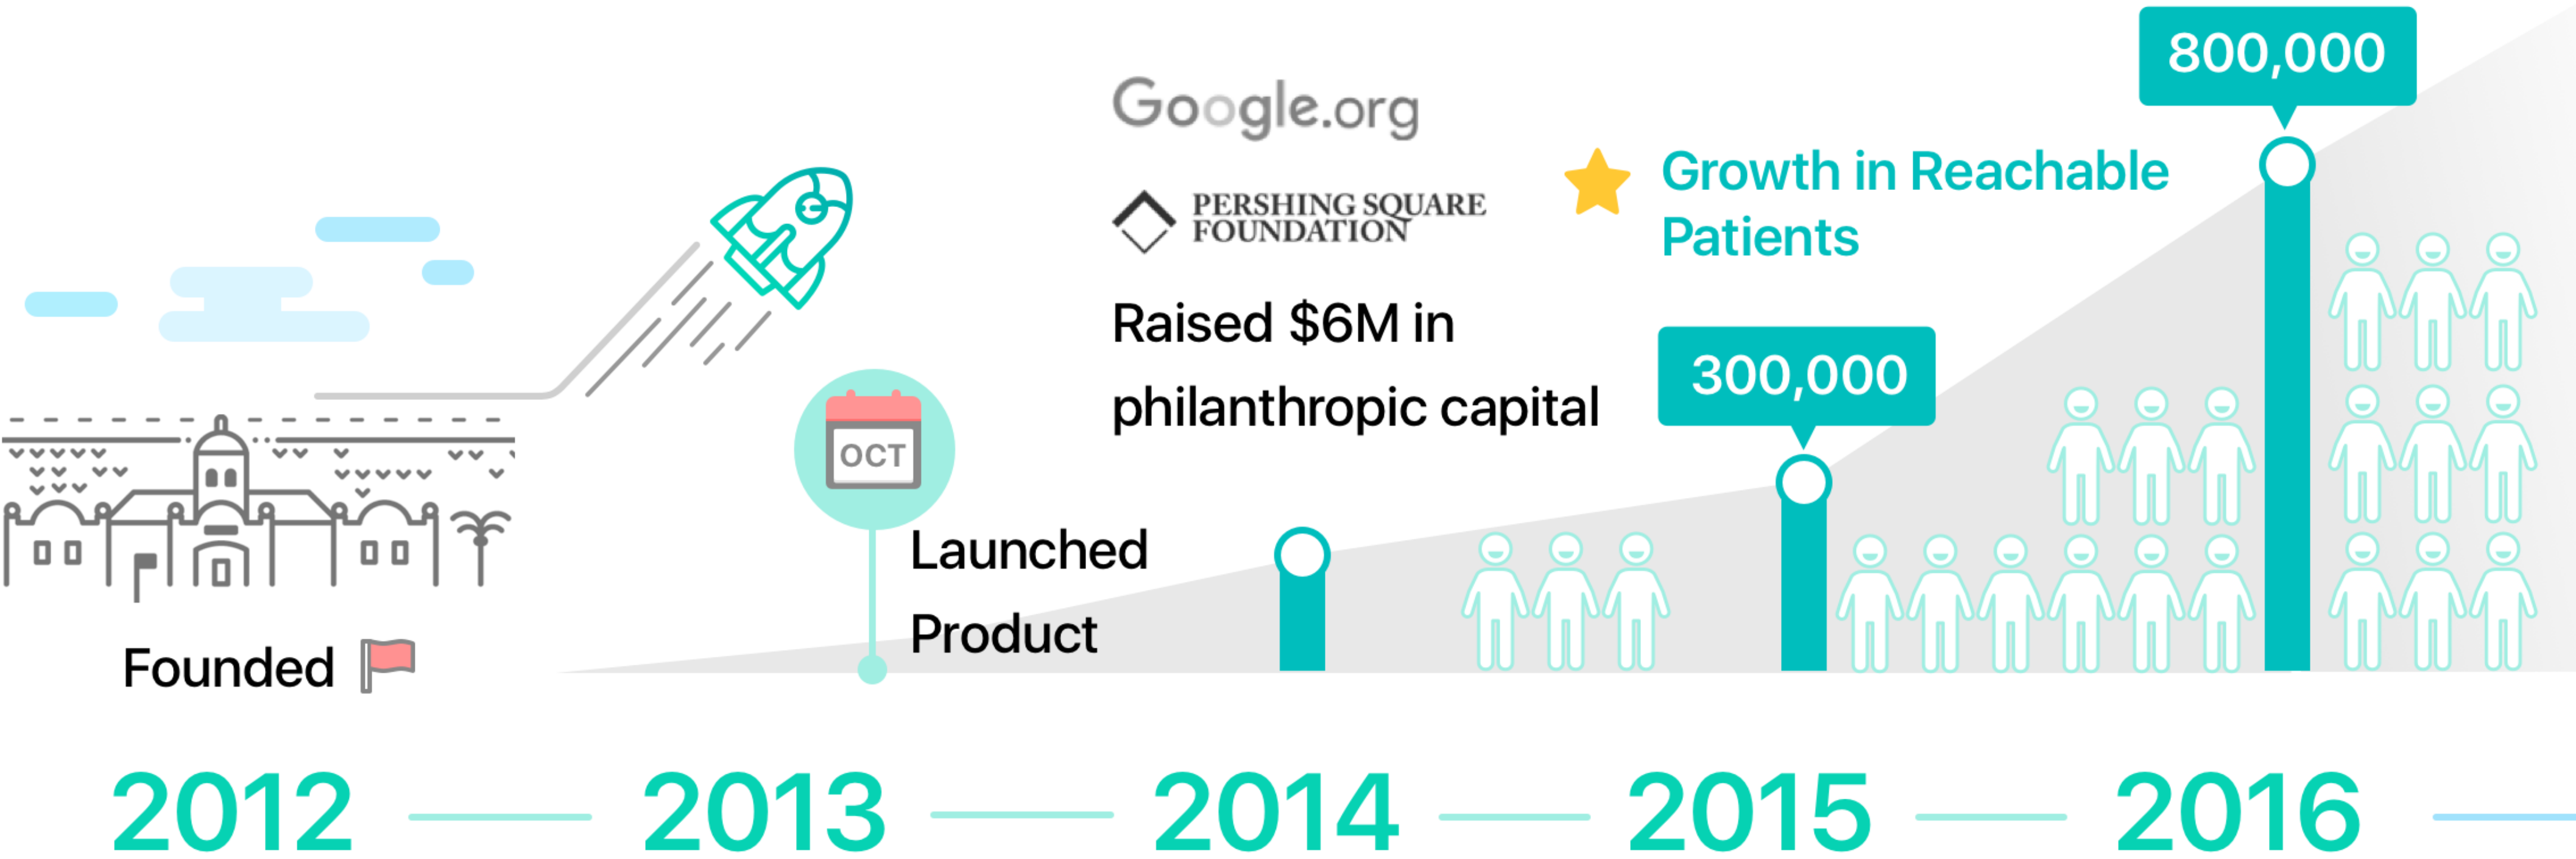 Founded
OCT
Launched
Product
Google.org
PERSHING SQUARE
FOUNDATION
Raised $6M in
philanthropic capital
Growth in Reachable
Patients
300,000
800,000
2012
2013
2014
2015
2016